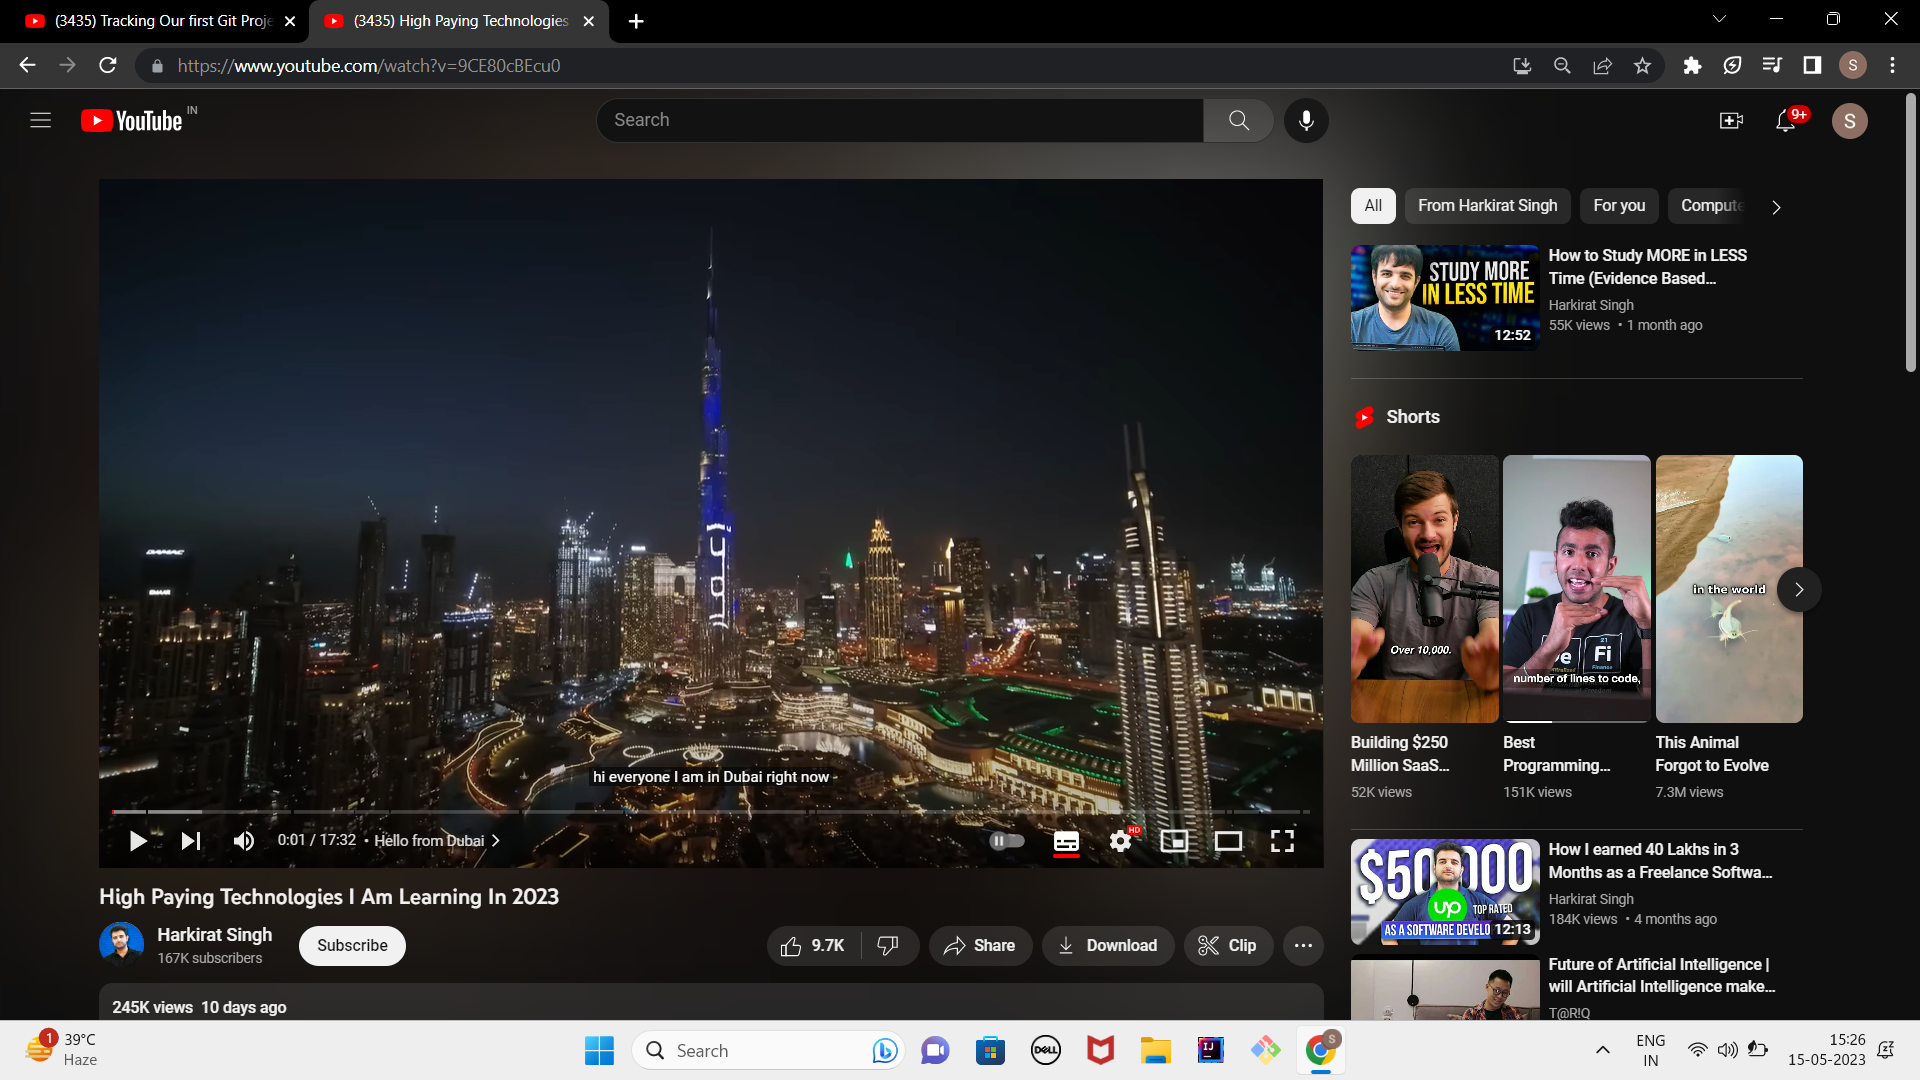 (3435) Tracking Our first Git Proje
(3435) High Paying Technologies
https://www.youtube.com/watch?v=9CE80cBEcu0
S
YouTube IN
Search
9+
S
DAMAC
All
From Harkirat Singh
For you
Compute
STUDY MORE
IN LESS TIME
12:52
How to Study MORE in LESS
Time (Evidence Based...
Harkirat Singh
55K views • 1 month ago
Shorts
Over 10,000.
21
Fi
Finance
number of lines to code,
in the world
Building $250
Million SaaS...
52K views
Best
Programming...
151K views
This Animal
Forgot to Evolve
7.3M views
hi everyone I am in Dubai right now
0:01 / 17:32 • Hello from Dubai
HD
High Paying Technologies I Am Learning In 2023
Harkirat Singh
167K subscribers
Subscribe
9.7K
Share
Download
Clip
245K views 10 days ago
up
TOP RATED
AS A SOFTWARE DEVELO
12:13
How I earned 40 Lakhs in 3
Months as a Freelance Softwa...
Harkirat Singh
184K views • 4 months ago
Future of Artificial Intelligence |
will Artificial Intelligence make...
T@R!Q
1
39°C
Haze
Search
DELL
IJ
S
ENG
IN
15:26
15-05-2023